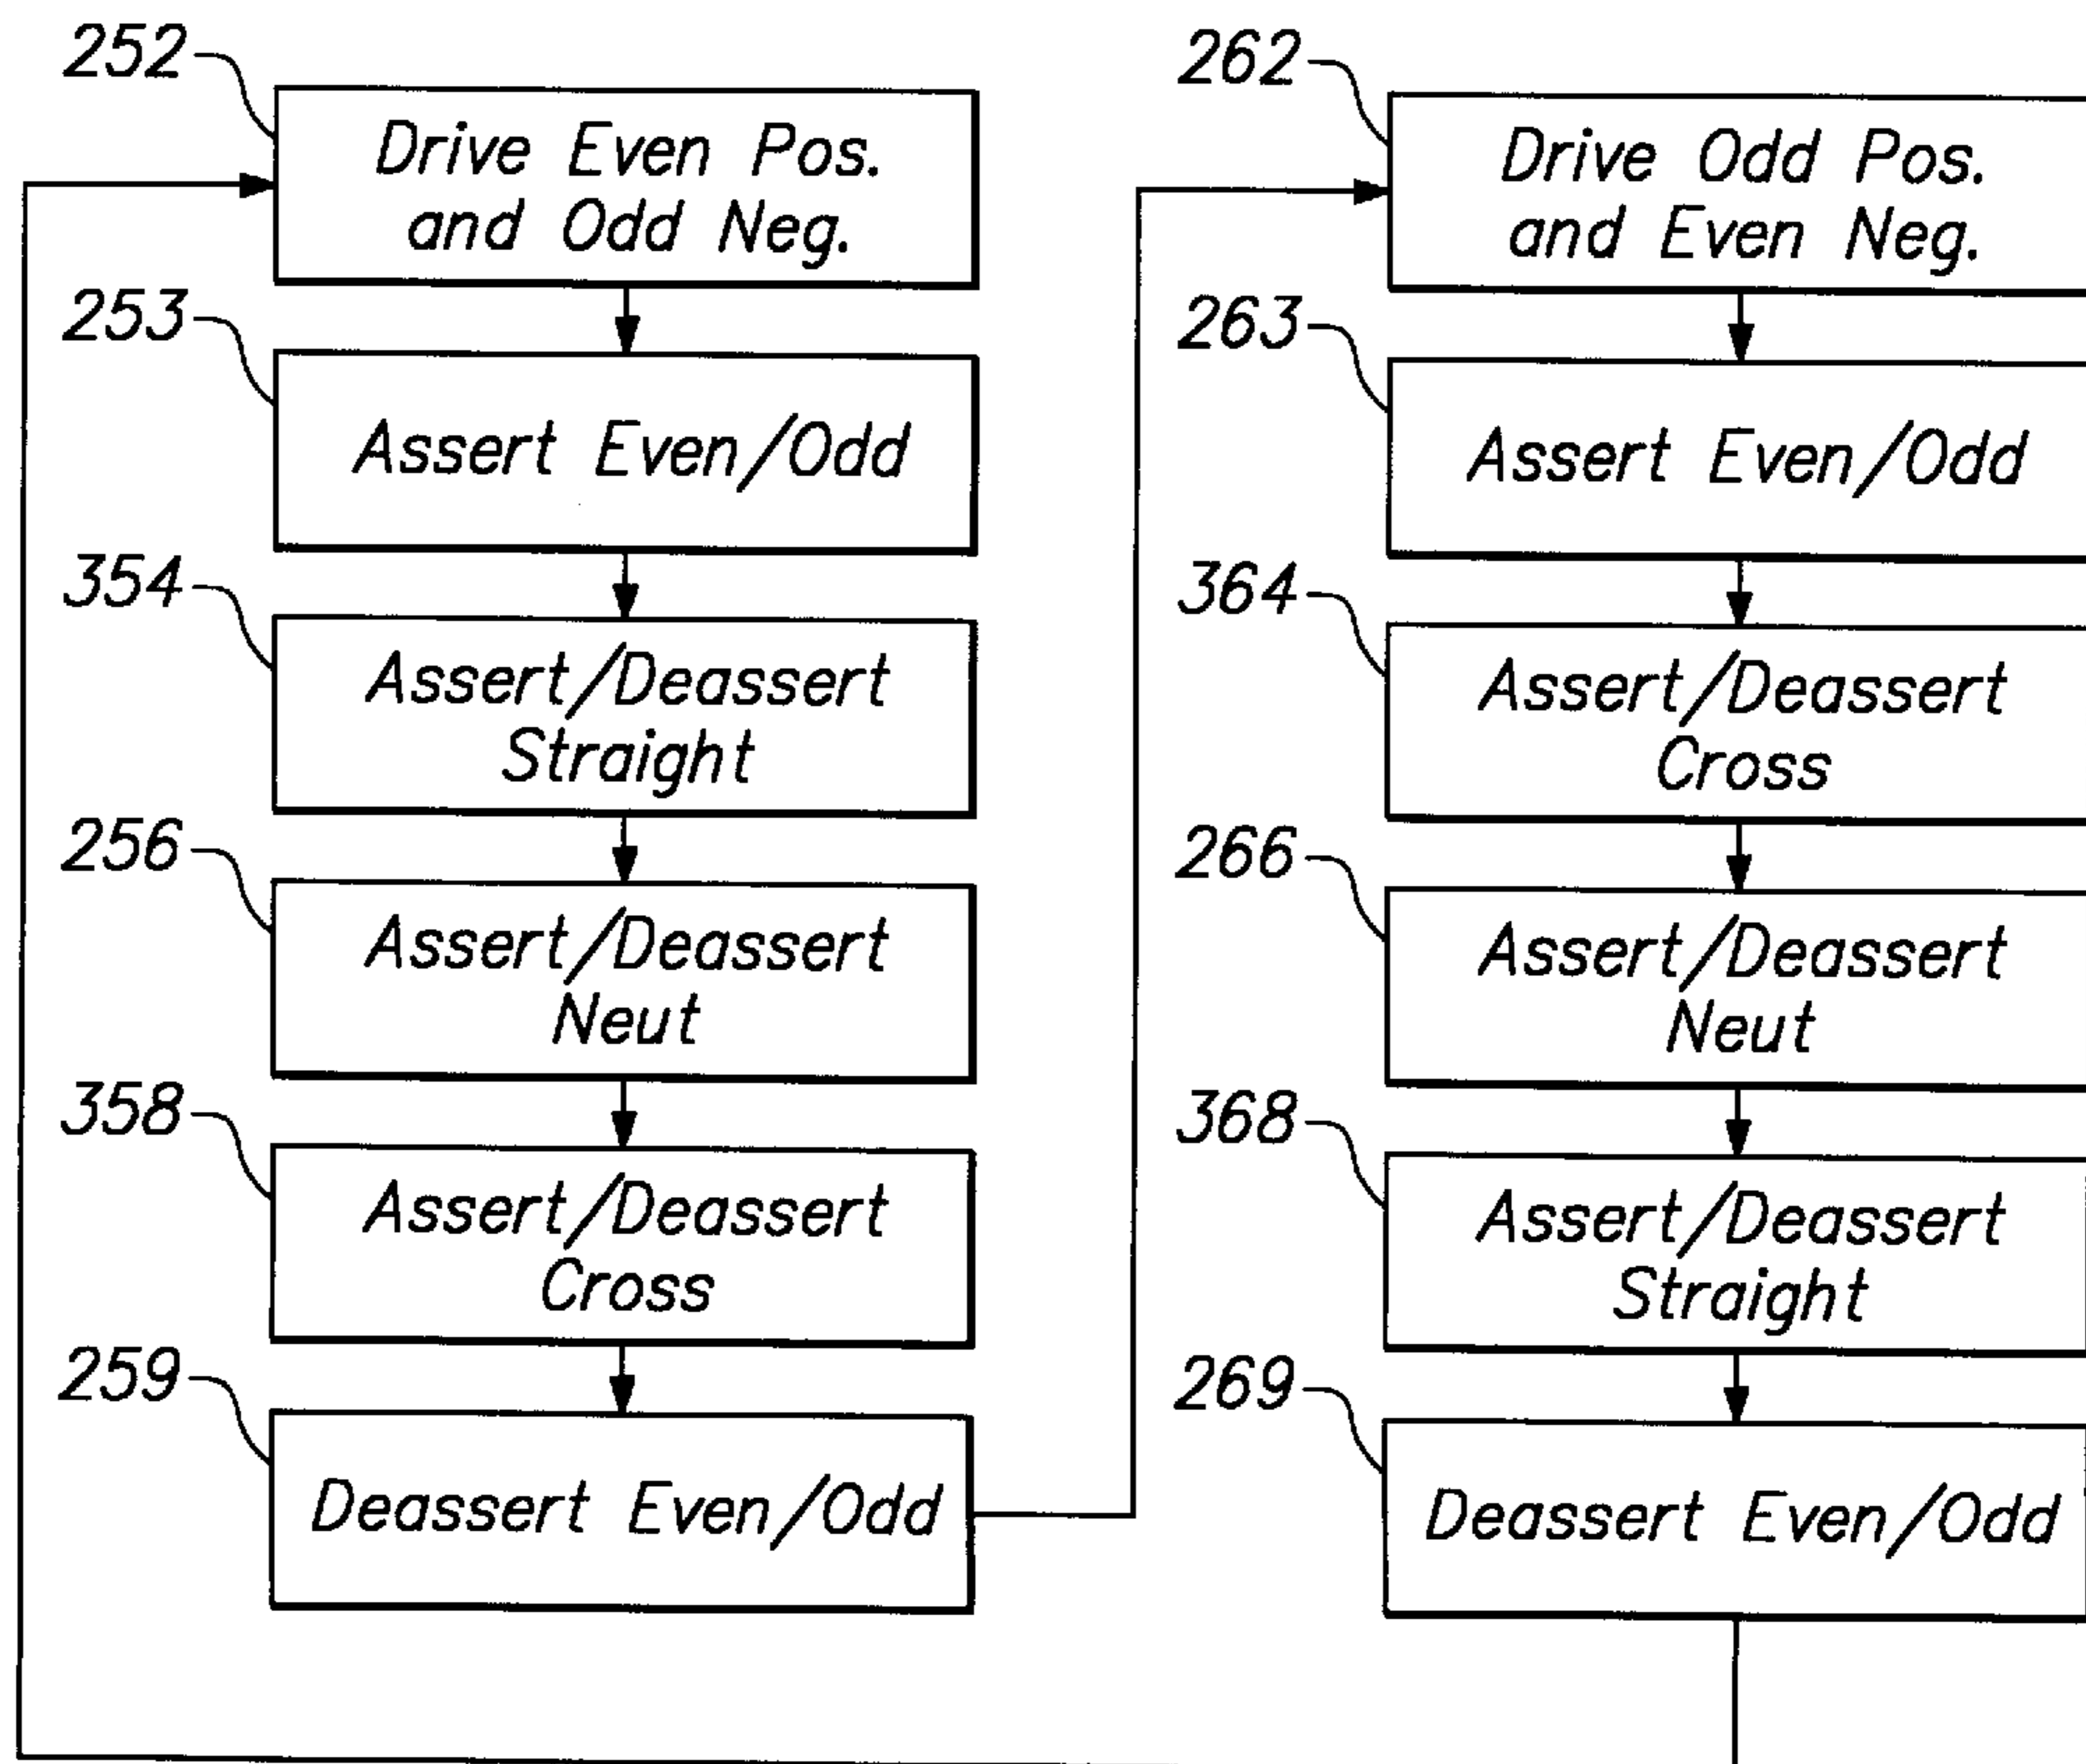 252
Drive Even Pos.
and Odd Neg.
253
Assert Even/Odd
354
Assert/Deassert
Straight
256
Assert/Deassert
Neut
358
Assert/Deassert
Cross
259
Deassert Even/Odd
262
Drive Odd Pos.
and Even Neg.
263
Assert Even/Odd
364
Assert/Deassert
Cross
266
Assert/Deassert
Neut
368
Assert/Deassert
Straight
269
Deassert Even/Odd